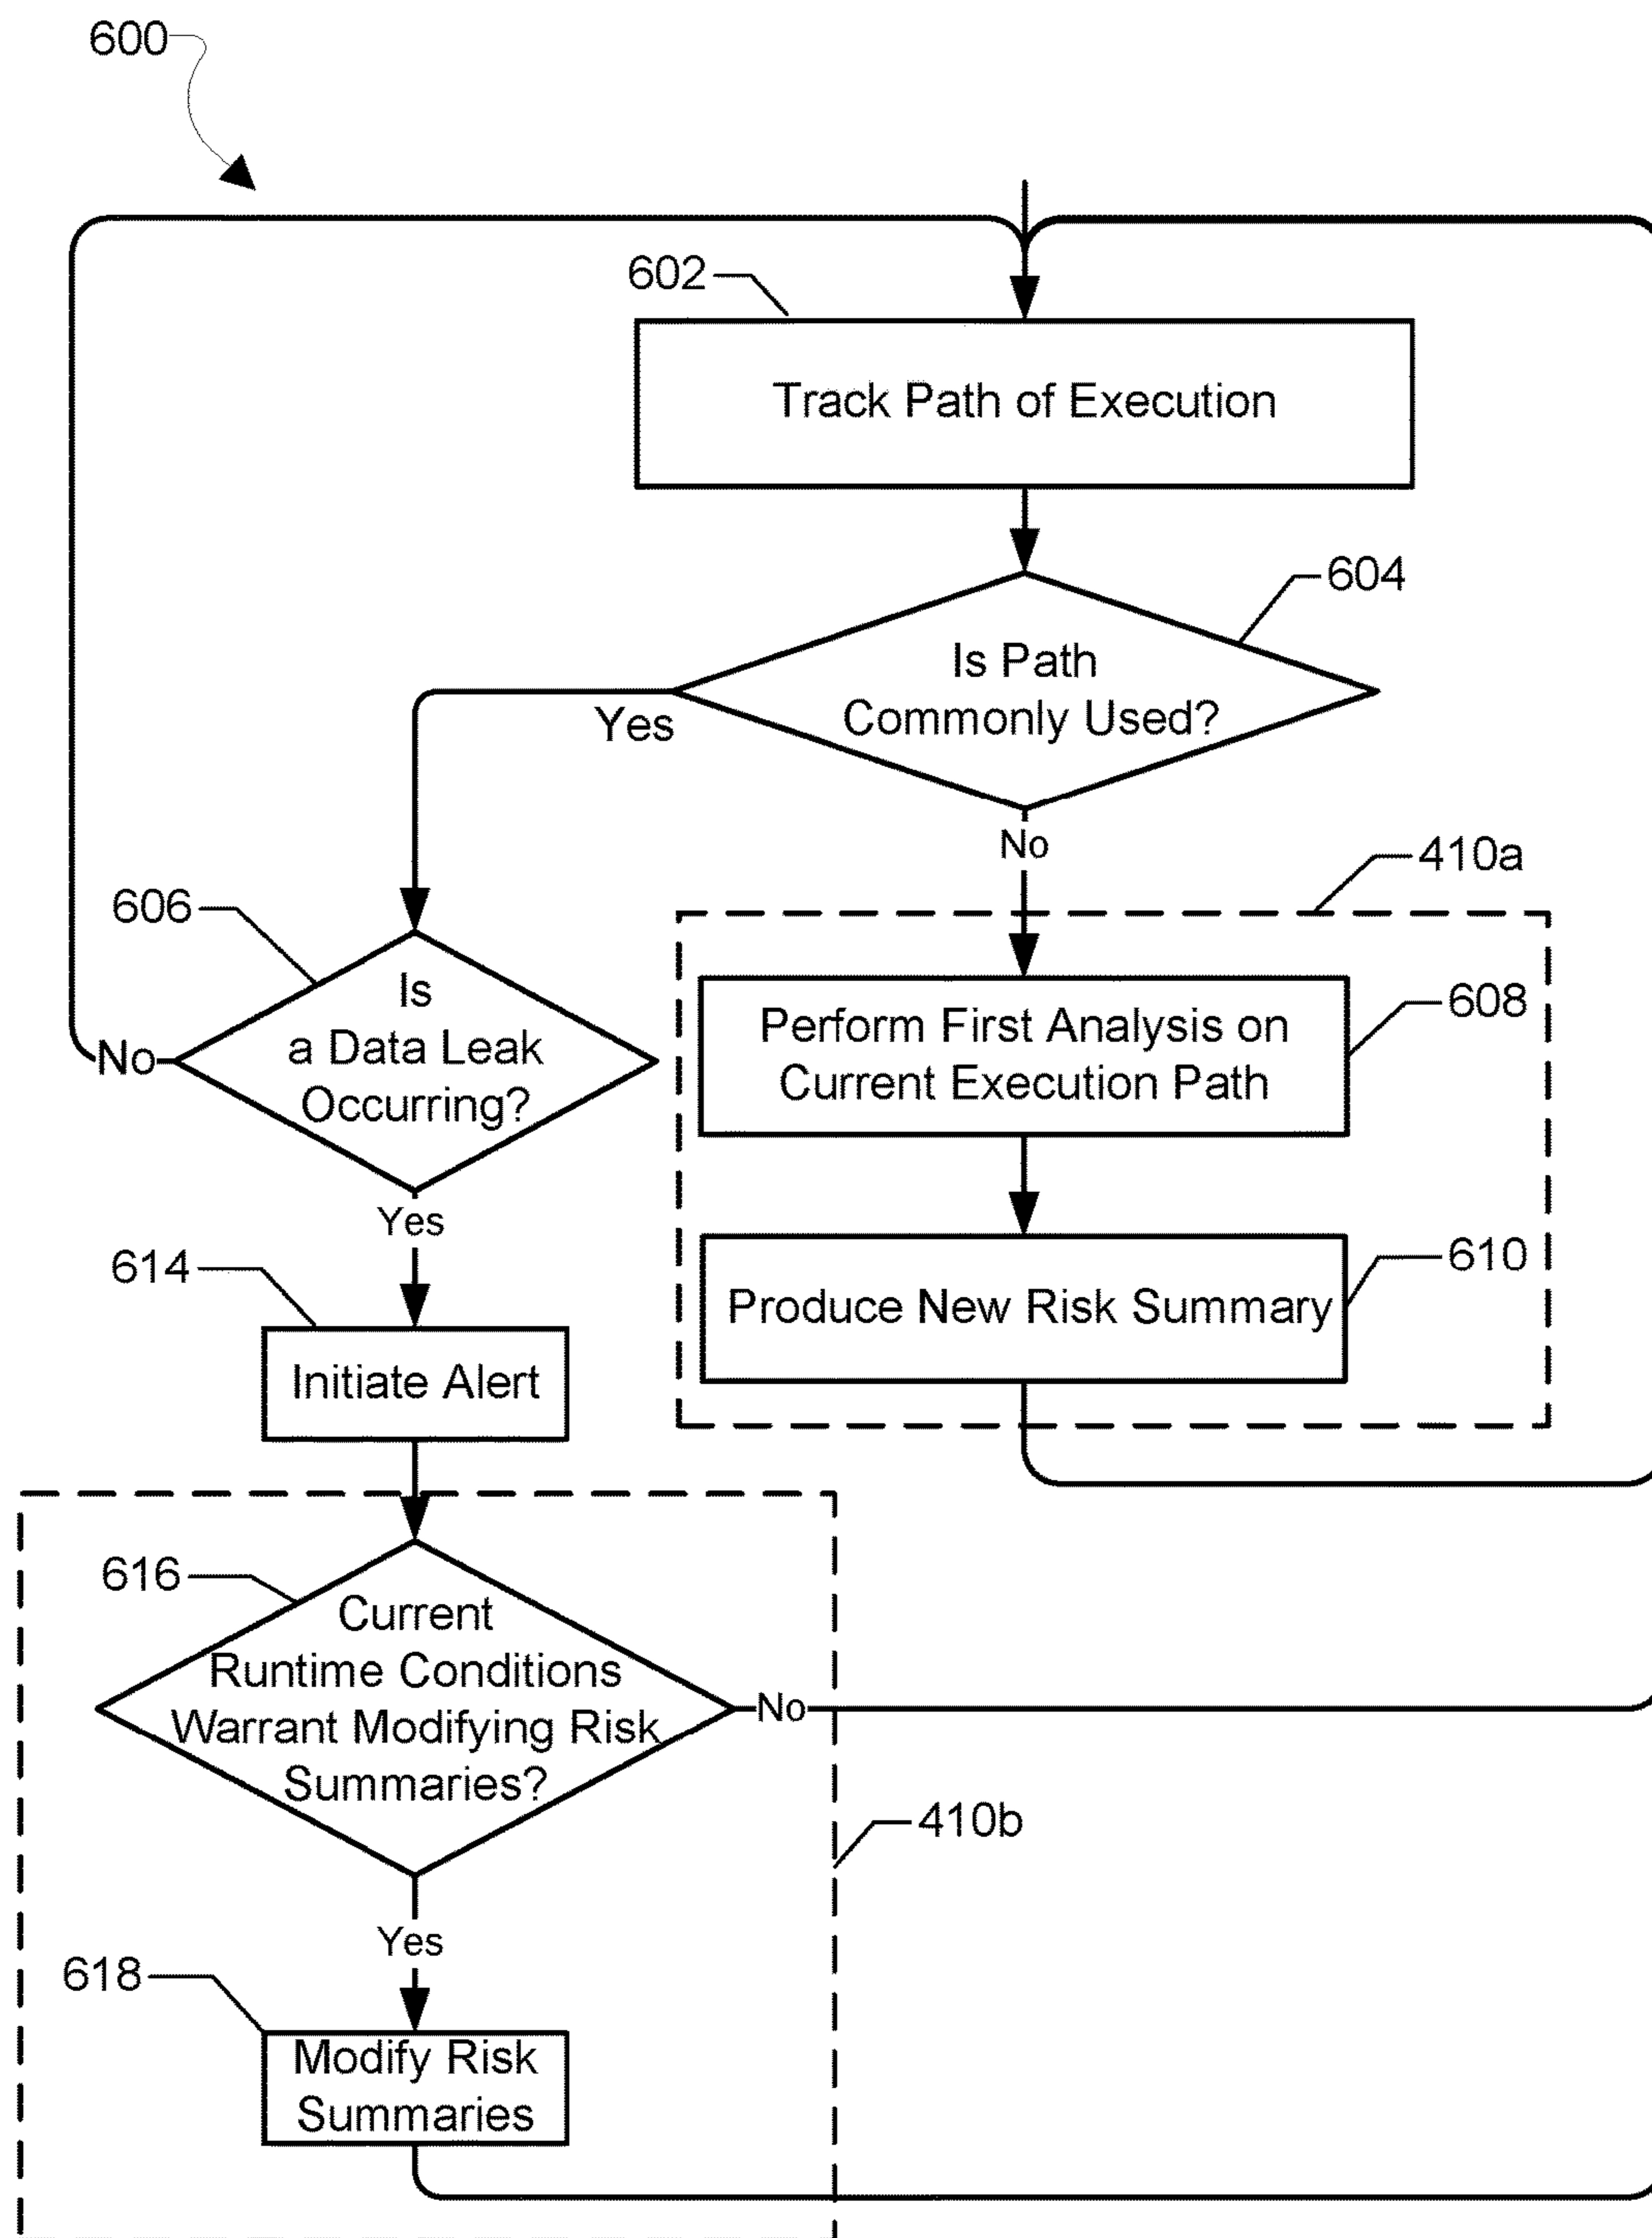 600
602
Track Path of Execution
604
Is Path
Commonly Used?
Yes
No
410a
606
Is
a Data Leak
Occurring?
No
608
Perform First Analysis on
Current Execution Path
Yes
610
Produce New Risk Summary
614
Initiate Alert
616
Current
Runtime Conditions
Warrant Modifying Risk
Summaries?
No
410b
Yes
618
Modify Risk
Summaries